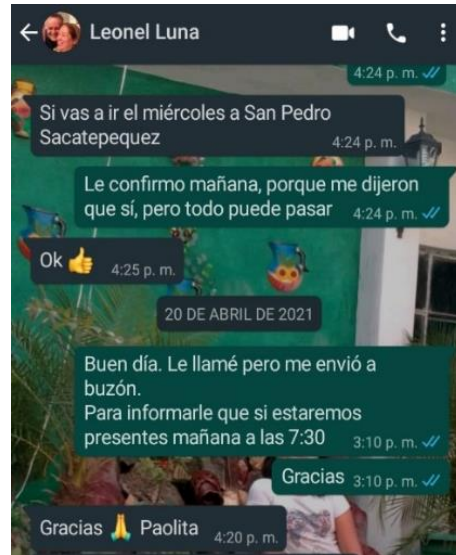 Leonel Luna
4:24 p. m.
Si vas a ir el miércoles a San Pedro
Sacatepequez
4:24 p. m.
Le confirmo mañana, porque me dijeron
que sí, pero todo puede pasar 4:24 p. m.
Ok 👍 4:25 p. m.
20 DE ABRIL DE 2021
Buen día. Le llamé pero me envió a
buzón.
Para informarle que si estaremos
presentes mañana a las 7:30 3:10 p. m.
Gracias 3:10 p. m.
Gracias 🙏 Paolita 4:20 p. m.